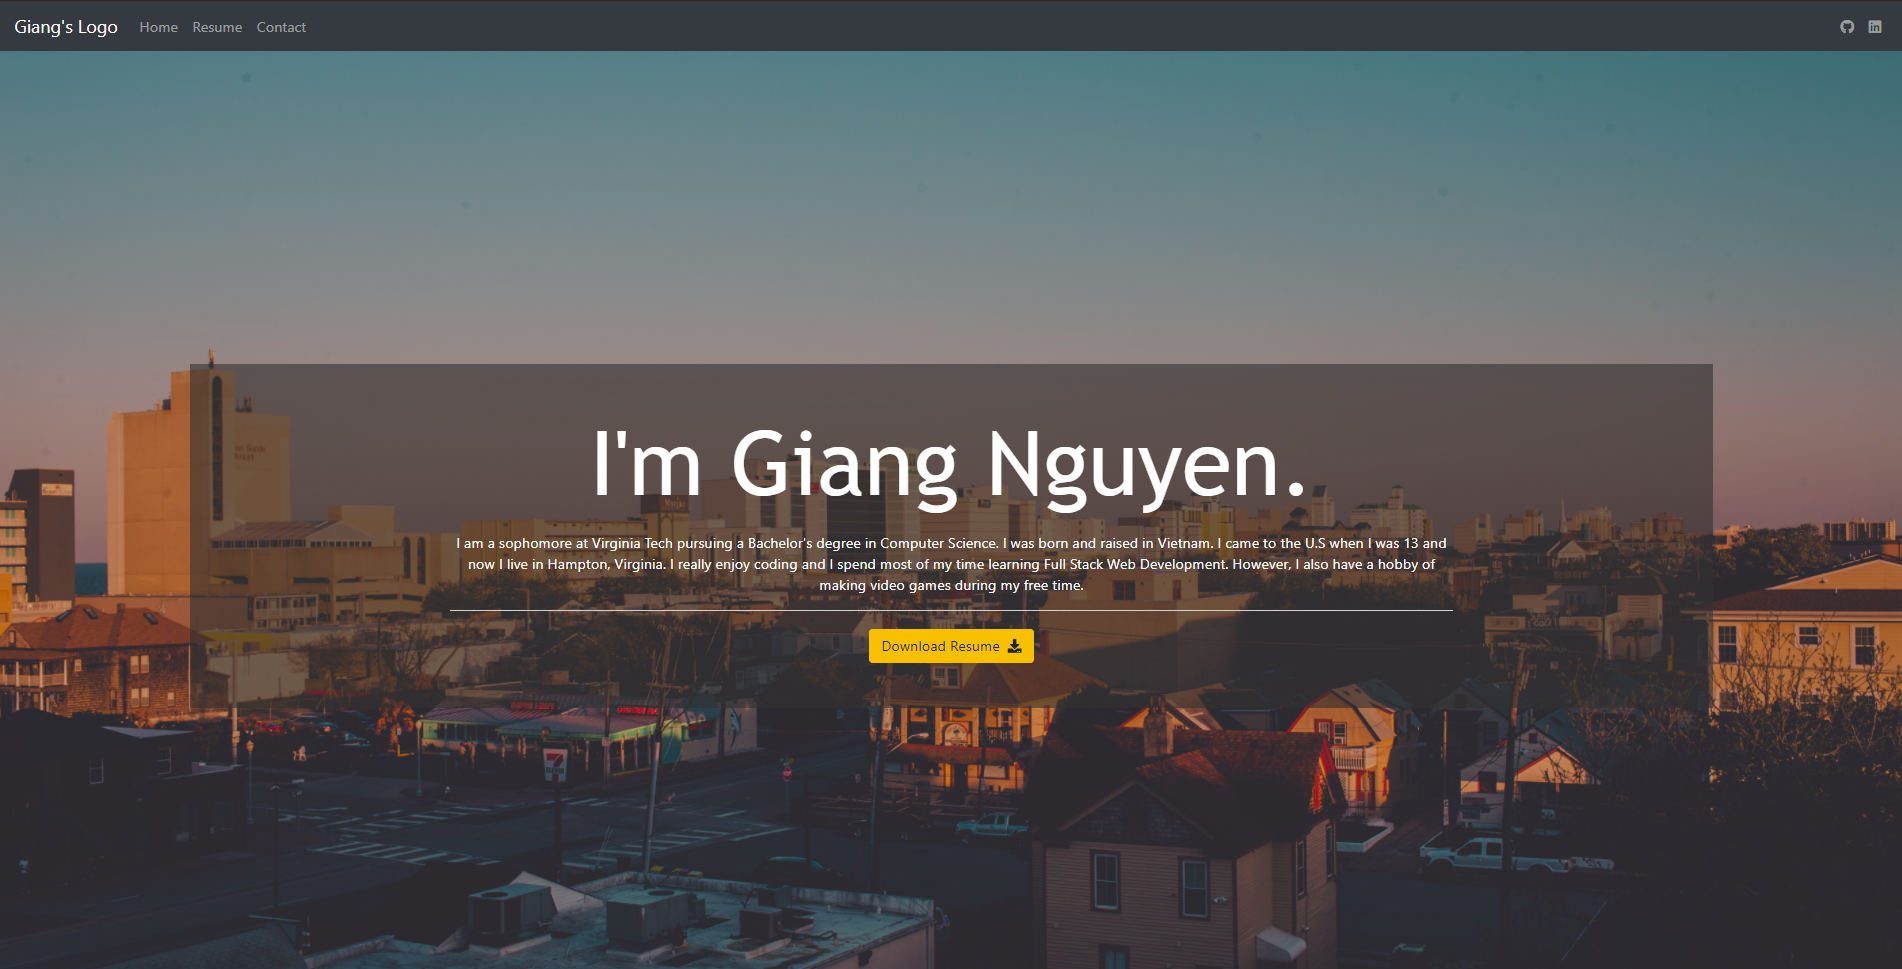 Giang's Logo Home Resume Contact
I'm Giang Nguyen.
I am a sophomore at Virginia Tech pursuing a Bachelor's degree in Computer Science. I was born and raised in Vietnam. I came to the U.S when I was 13 and
now I live in Hampton, Virginia. I really enjoy coding and I spend most of my time learning Full Stack Web Development. However, I also have a hobby of
making video games during my free time.
Download Resume